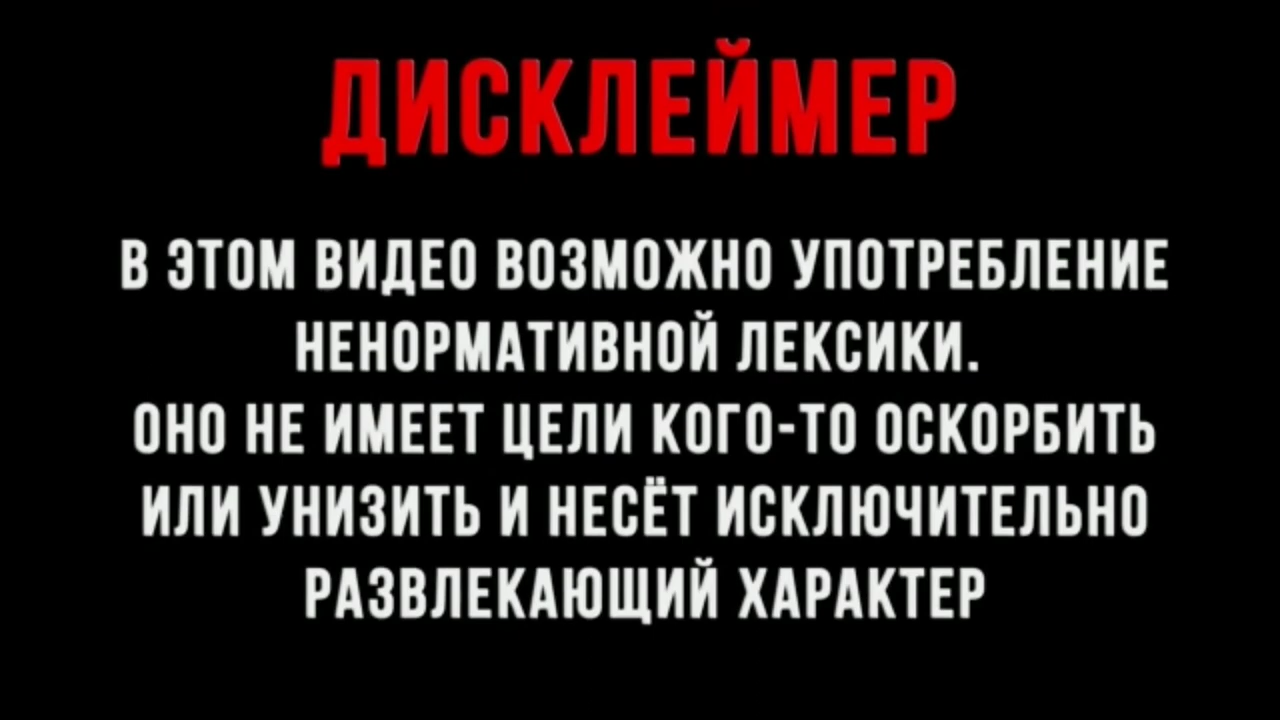 ДИСКЛЕЙМЕР
В ЭТОМ ВИДЕО ВОЗМОЖНО УПОТРЕБЛЕНИЕ
НЕНОРМАТИВНОЙ ЛЕКСИКИ.
ОНО НЕ ИМЕЕТ ЦЕЛИ КОГО-ТО ОСКОРБИТЬ
ИЛИ УНИЗИТЬ И НЕСЁТ ИСКЛЮЧИТЕЛЬНО
РАЗВЛЕКАЮЩИЙ ХАРАКТЕР